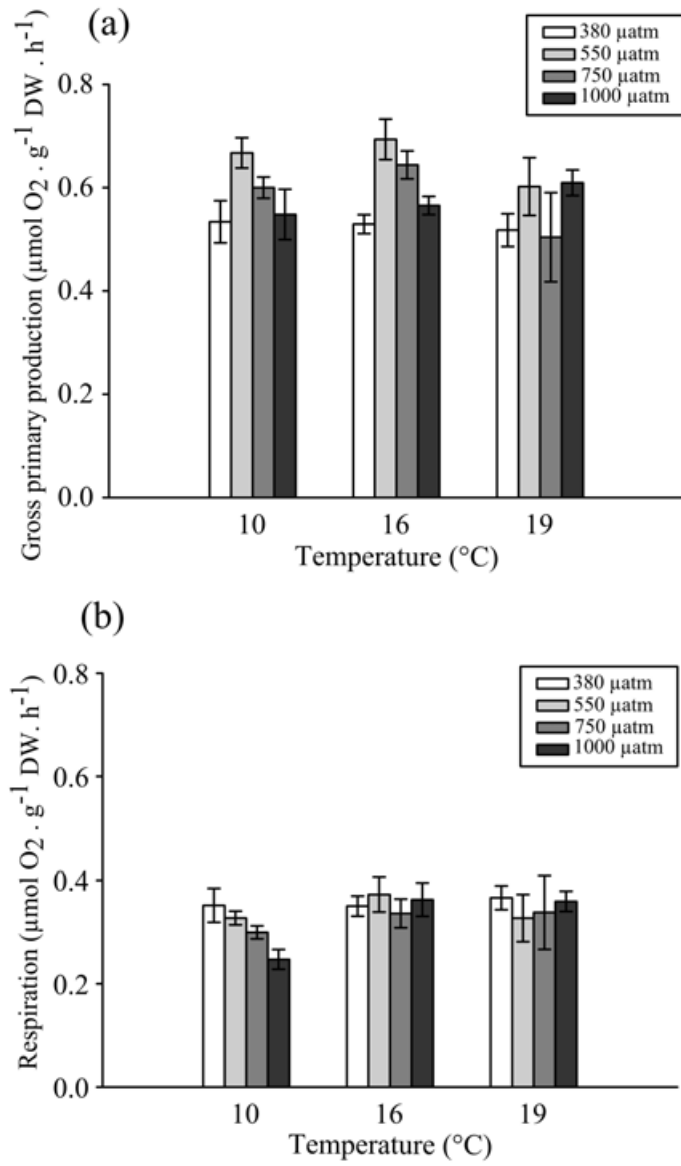 (a)
380 µatm
550 µatm
750 µatm
1000 µatm
Gross primary production (µmol O2 . g-1 DW . h-1)
0.8
0.6
0.4
0.2
0.0
10 16 19
Temperature (°C)
(b)
380 µatm
550 µatm
750 µatm
1000 µatm
Respiration (µmol O2 . g-1 DW. h-1)
0.8
0.6
0.4
0.2
0.0
10 16 19
Temperature (°C)